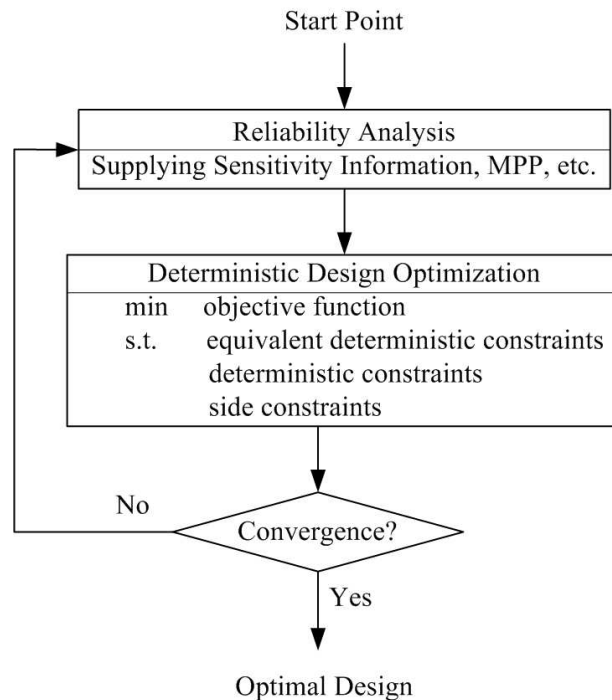 Start Point
Reliability Analysis
Supplying Sensitivity Information, MPP, etc.
Deterministic Design Optimization
min objective function
s.t. equivalent deterministic constraints
deterministic constraints
side constraints
No
Convergence?
Yes
Optimal Design